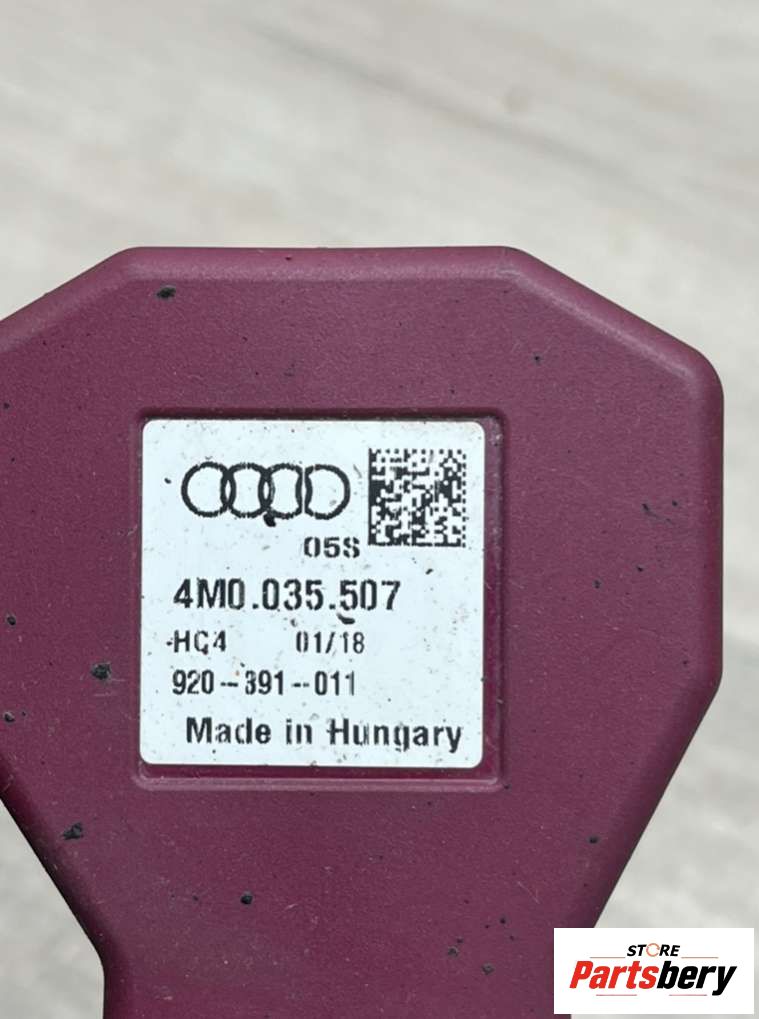 05S
4M0.035.507
-HC4 01/18
920-391-011
Made in Hungary
STORE
Partsbery